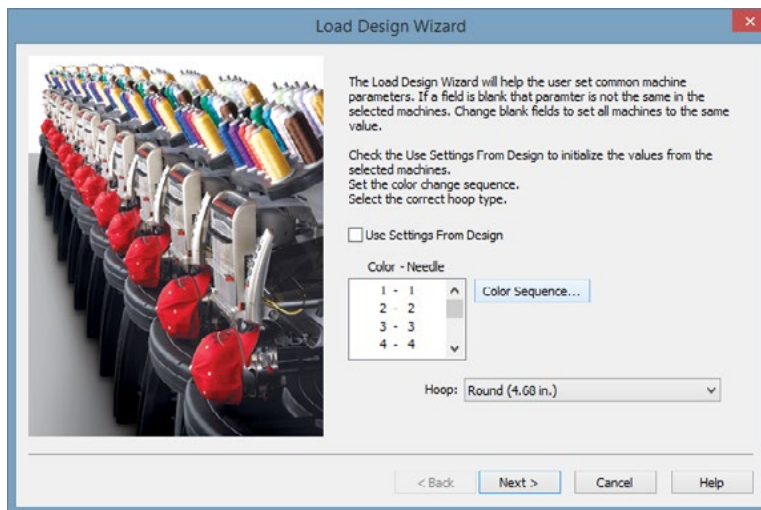 Load Design Wizard
The Load Design Wizard will help the user set common machine
parameters. If a field is blank that paramter is not the same in the
selected machines. Change blank fields to set all machines to the same
value.
Check the Use Settings From Design to initialize the values from the
selected machines.
Set the color change sequence.
Select the correct hoop type.
Use Settings From Design
Color - Needle
1 - 1
Color Sequence...
2 - 2
3 - 3
4 - 4
Hoop: Round (4.68 in.)
< Back
Next >
Cancel
Help